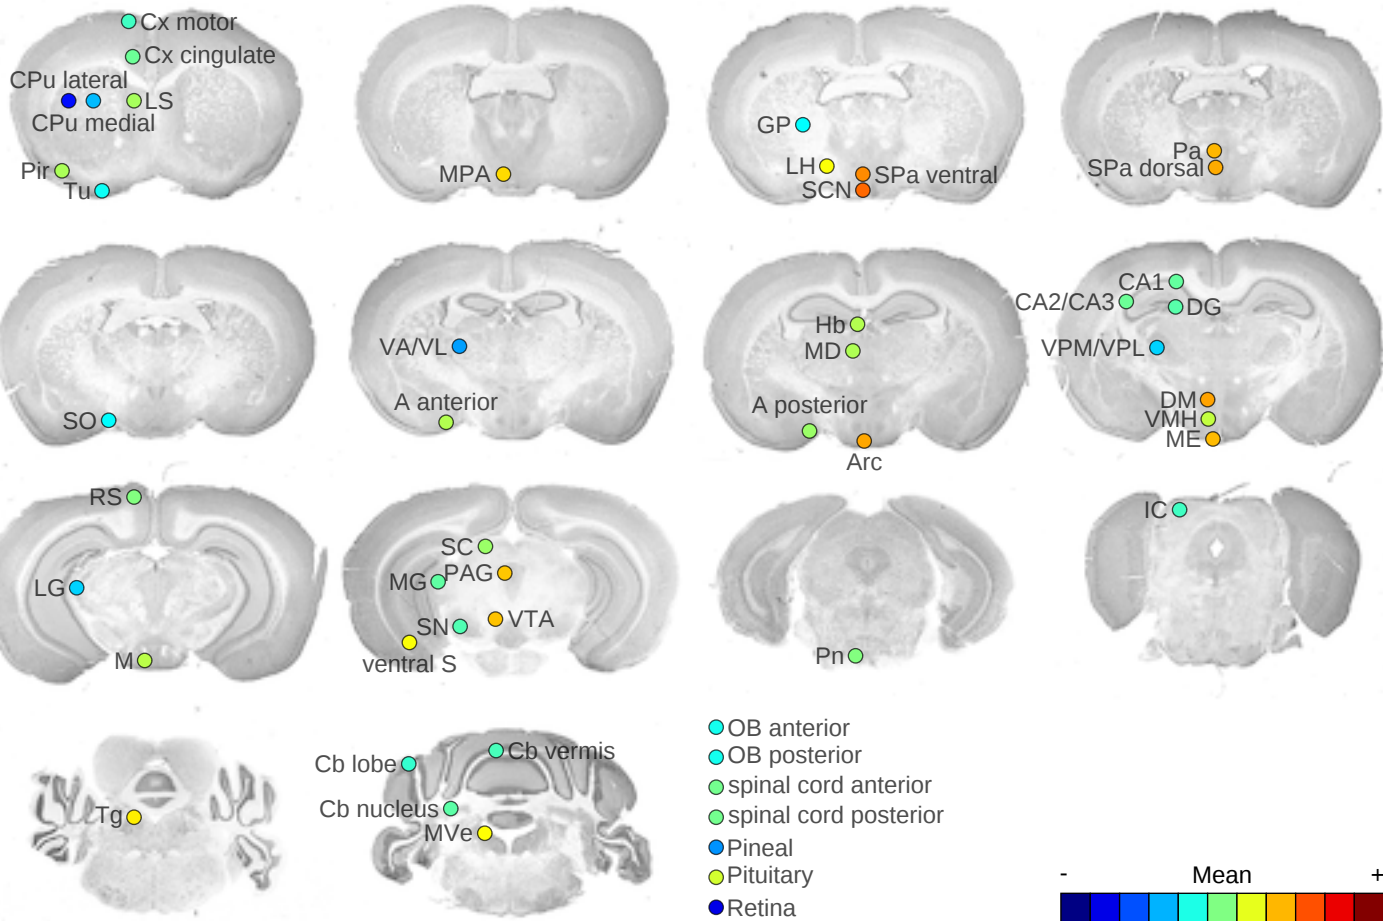 Cx motor
Cx cingulate
CPu lateral
LS
CPu medial
Pir
Tu
MPA
GP
LH
SPa ventral
SCN
Pa
SPa dorsal
SO
VA/VL
A anterior
Hb
MD
A posterior
Arc
CA1
CA2/CA3
DG
VPM/VPL
DM
VMH
ME
RS
LG
M
SC
MG
PAG
SN
VTA
ventral S
Pn
IC
Tg
Cb lobe
Cb vermis
Cb nucleus
MVe
OB anterior
OB posterior
spinal cord anterior
spinal cord posterior
Pineal
Pituitary
Retina
- Mean +